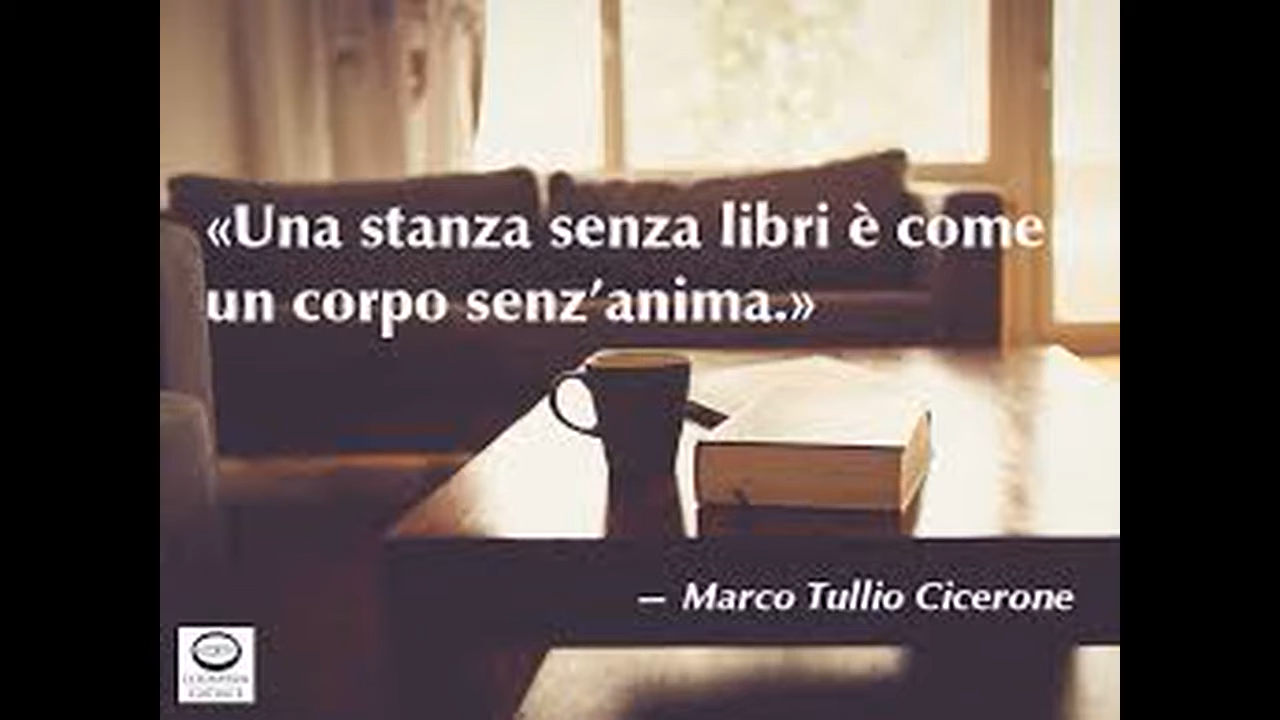 «Una stanza senza libri è come
un corpo senz’anima.»
— Marco Tullio Cicerone